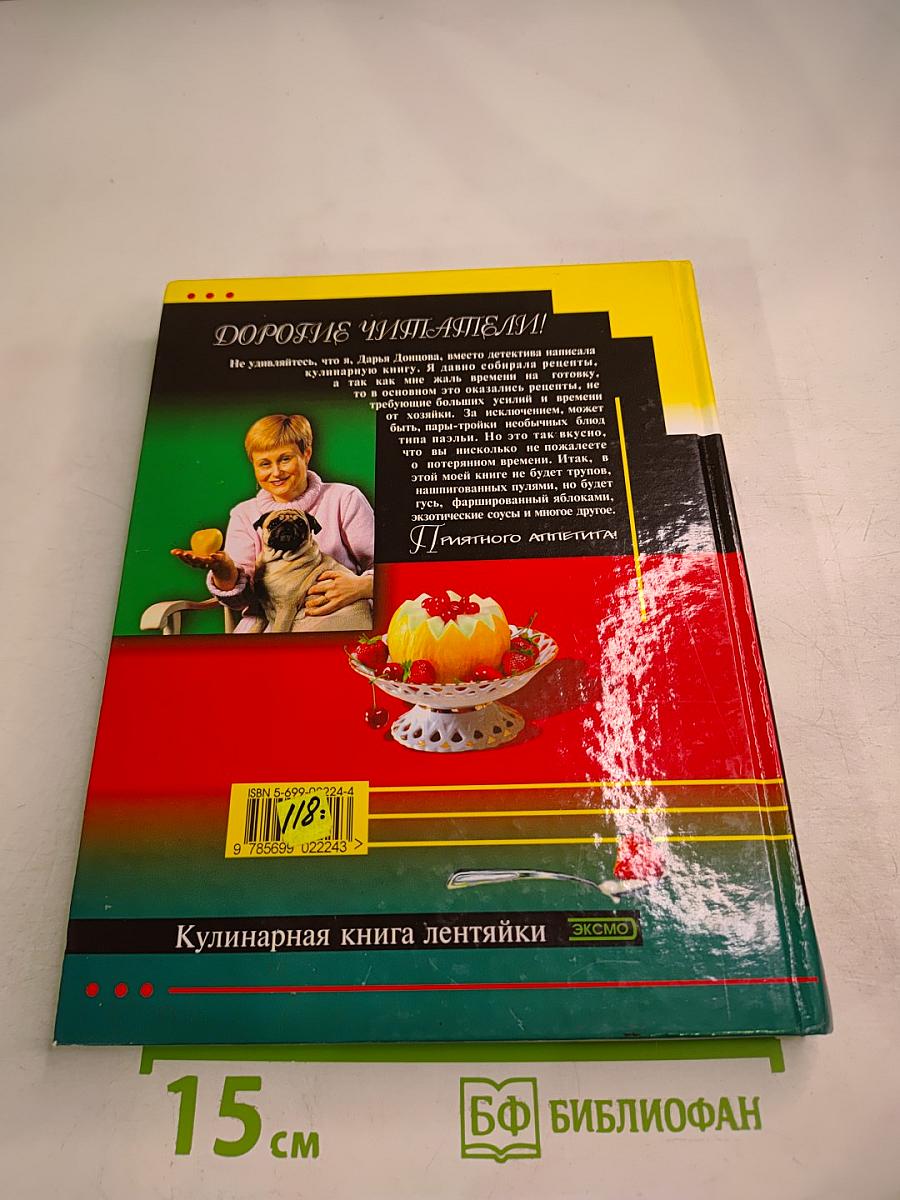 ДОРОГИЕ ЧИТАТЕЛИ!
Не удивляйтесь, что я, Дарья Донцова, вместо детектива написала
кулинарную книгу. Я давно собирала рецепты,
а так как мне жаль времени на готовку,
то в основном это оказались рецепты, не
требующие больших усилий и времени
от хозяйки. За исключением, может
быть, пары-тройки необычных блюд
типа паэльи. Но это так вкусно,
что вы нисколько не пожалеете
о потерянном времени. Итак, в
этой моей книге не будет трупов,
нашпигованных пулями, но будет
гусь, фаршированный яблоками,
экзотические соусы и многое другое.
ПРИЯТНОГО АППЕТИТА!
ISBN 5-699-02224-4
118=
9 785699 022243 >
Кулинарная книга лентяйки
ЭКСМО
15 см
БФ БИБЛИОФАН